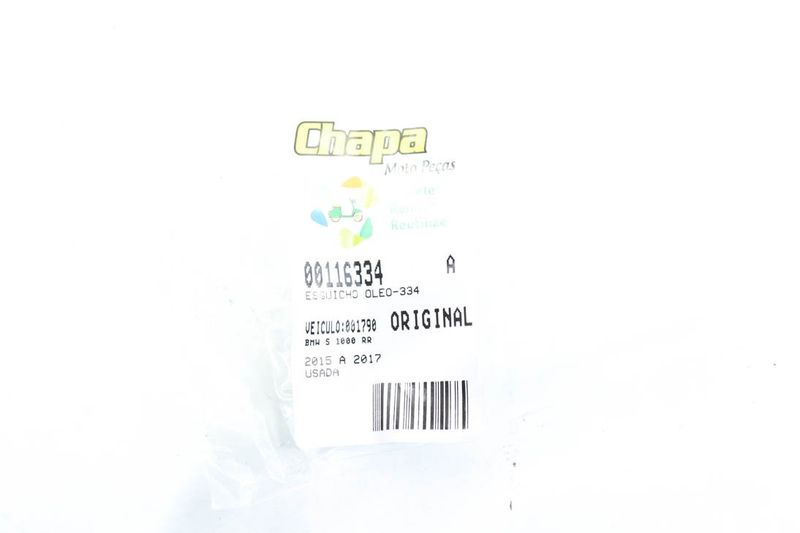 Chapa
Moto Peças
00116334 A
ESGUICHO OLEO-334
VEICULO:001790 ORIGINAL
BMW S 1000 RR
2015 A 2017
USADA